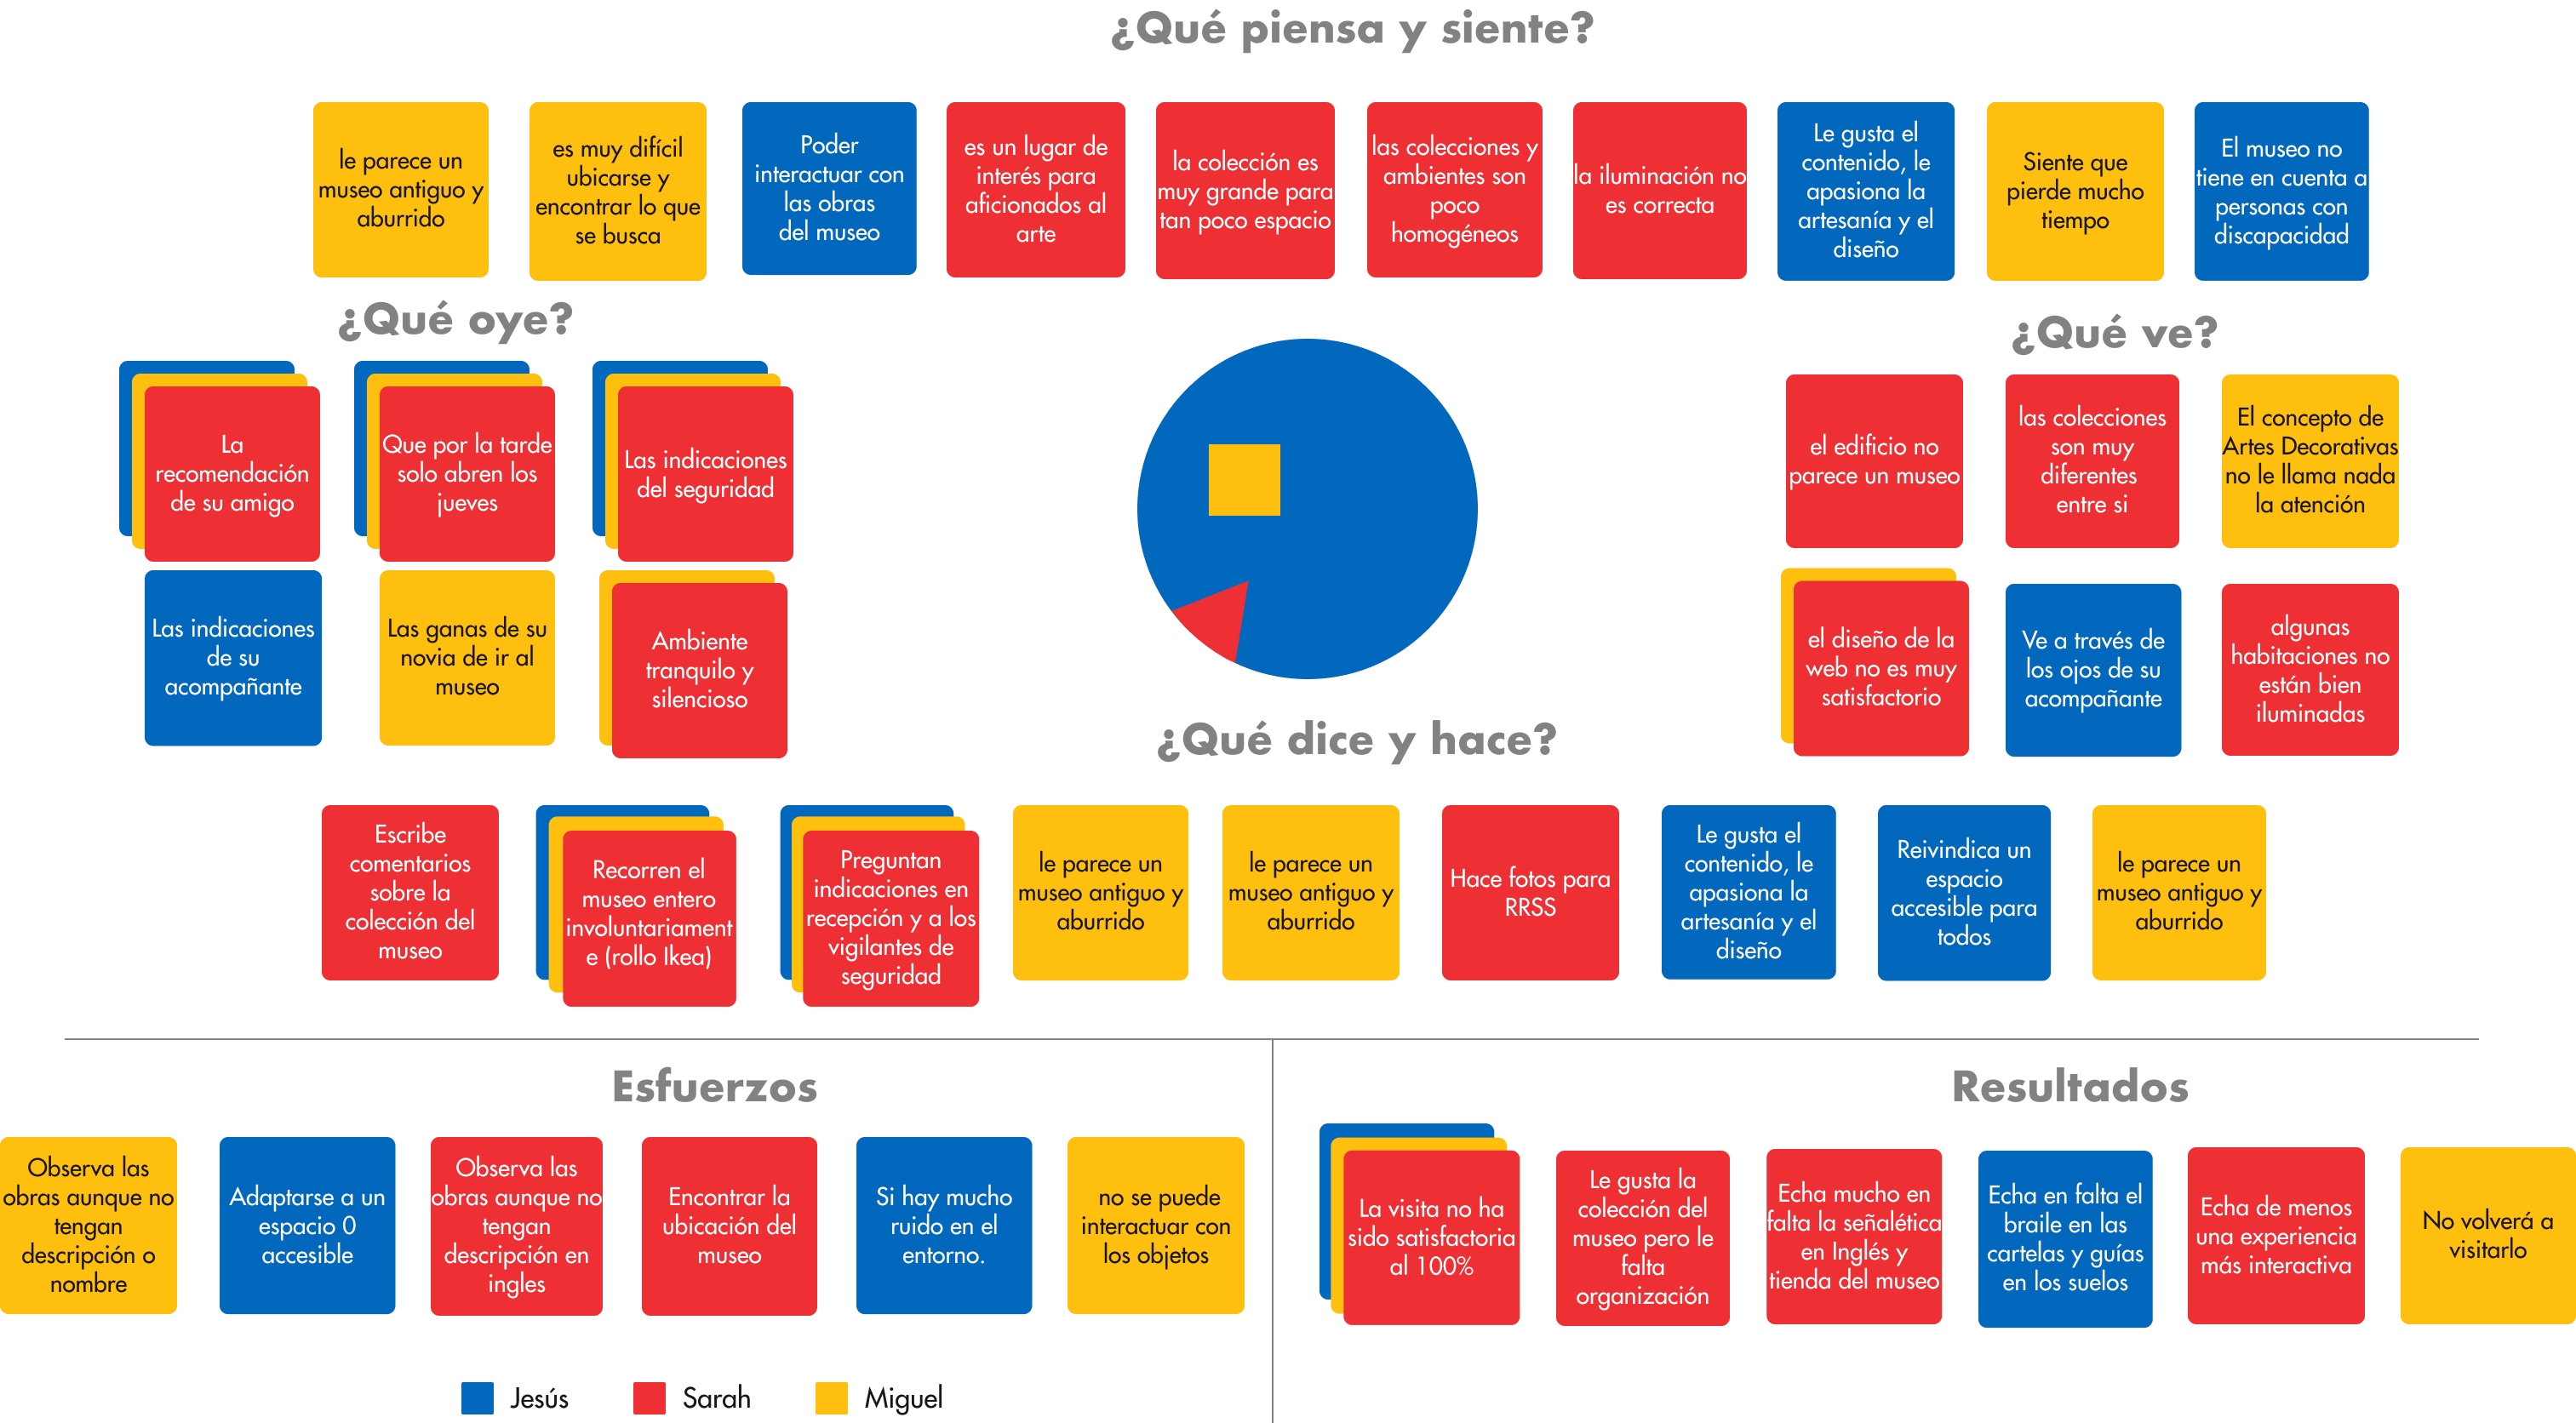 ¿Qué piensa y siente?
le parece un
museo antiguo y
aburrido
es muy difícil
ubicarse y
encontrar lo que
se busca
Poder
interactuar con
las obras
del museo
es un lugar de
interés para
aficionados al
arte
la colección es
muy grande para
tan poco espacio
las colecciones y
ambientes son
poco
homogéneos
la iluminación no
es correcta
Le gusta el
contenido, le
apasiona la
artesanía y el
diseño
Siente que
pierde mucho
tiempo
El museo no
tiene en cuenta a
personas con
discapacidad
¿Qué oye?
La
recomendación
de su amigo
Que por la tarde
solo abren los
jueves
Las indicaciones
del seguridad
Las indicaciones
de su
acompañante
Las ganas de su
novia de ir al
museo
Ambiente
tranquilo y
silencioso
¿Qué ve?
el edificio no
parece un museo
las colecciones
son muy
diferentes
entre si
El concepto de
Artes Decorativas
no le llama nada
la atención
el diseño de la
web no es muy
satisfactorio
Ve a través de
los ojos de su
acompañante
algunas
habitaciones no
están bien
iluminadas
¿Qué dice y hace?
Escribe
comentarios
sobre la
colección del
museo
Recorren el
museo entero
involuntariament
e (rollo Ikea)
Preguntan
indicaciones en
recepción y a los
vigilantes de
seguridad
le parece un
museo antiguo y
aburrido
le parece un
museo antiguo y
aburrido
Hace fotos para
RRSS
Le gusta el
contenido, le
apasiona la
artesanía y el
diseño
Reivindica un
espacio
accesible para
todos
le parece un
museo antiguo y
aburrido
Esfuerzos
Observa las
obras aunque no
tengan
descripción o
nombre
Adaptarse a un
espacio 0
accesible
Observa las
obras aunque no
tengan
descripción en
ingles
Encontrar la
ubicación del
museo
Si hay mucho
ruido en el
entorno.
no se puede
interactuar con
los objetos
Resultados
La visita no ha
sido satisfactoria
al 100%
Le gusta la
colección del
museo pero le
falta
organización
Echa mucho en
falta la señalética
en Inglés y
tienda del museo
Echa en falta el
braile en las
cartelas y guías
en los suelos
Echa de menos
una experiencia
más interactiva
No volverá a
visitarlo
Jesús
Sarah
Miguel